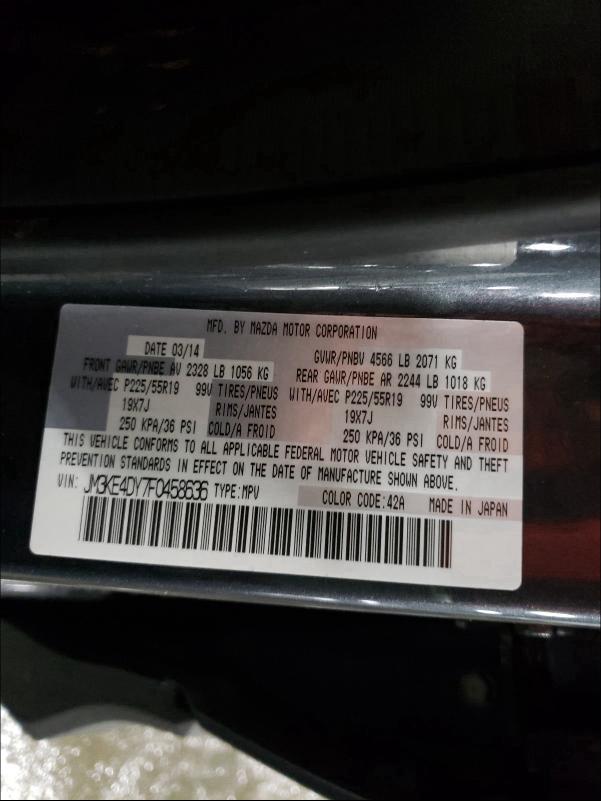 MFD. BY MAZDA MOTOR CORPORATION
DATE 03/14 GVWR/PNBV 4566 LB 2071 KG
FRONT GAWR/PNBE AV 2328 LB 1056 KG REAR GAWR/PNBE AR 2244 LB 1018 KG
WITH/AVEC P225/55R19 99V TIRES/PNEUS WITH/AVEC P225/55R19 99V TIRES/PNEUS
19X7J RIMS/JANTES 19X7J RIMS/JANTES
250 KPA/36 PSI COLD/A FROID 250 KPA/36 PSI COLD/A FROID
THIS VEHICLE CONFORMS TO ALL APPLICABLE FEDERAL MOTOR VEHICLE SAFETY AND THEFT
PREVENTION STANDARDS IN EFFECT ON THE DATE OF MANUFACTURE SHOWN ABOVE.
VIN: JM3KE4DY7F0458636 TYPE:MPV COLOR CODE:42A MADE IN JAPAN